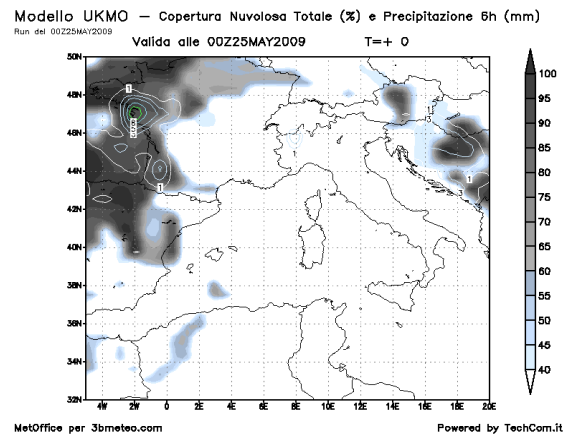 Modello UKMO – Copertura Nuvolosa Totale (%) e Precipitazione 6h (mm)
Run del 00Z25MAY2009
Valida alle 00Z25MAY2009 T=+ 0
50N
48N
46N
44N
42N
40N
38N
36N
34N
32N
4W 2W 0 2E 4E 6E 8E 10E 12E 14E 16E 18E 20E
100
95
90
85
80
75
70
65
60
55
50
45
40
1
1
1
MetOffice per 3bmeteo.com
Powered by TechCom.it